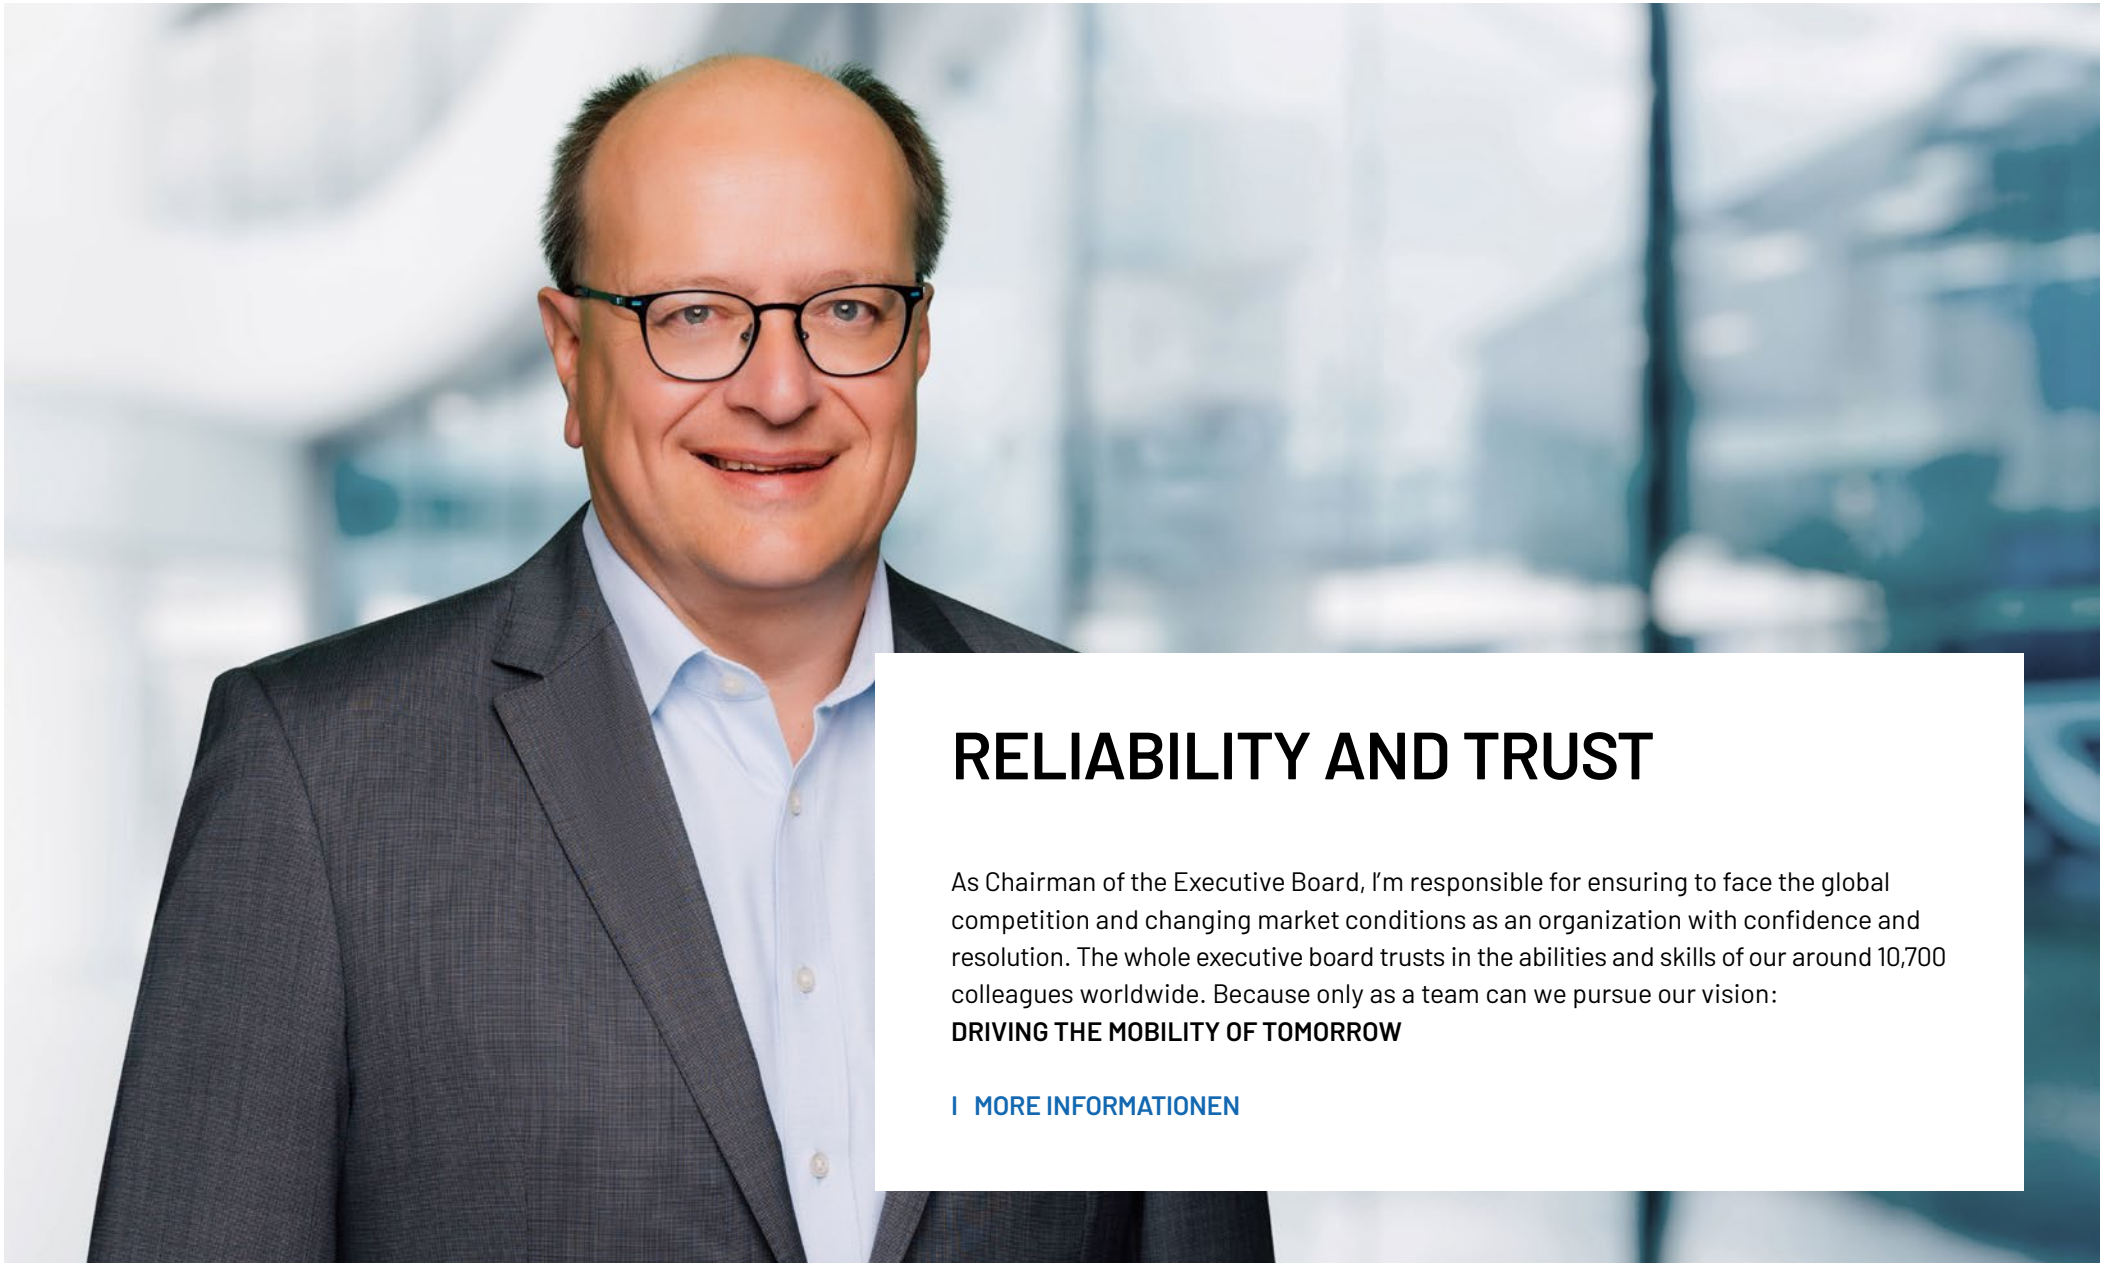 RELIABILITY AND TRUST
As Chairman of the Executive Board, I’m responsible for ensuring to face the global
competition and changing market conditions as an organization with confidence and
resolution. The whole executive board trusts in the abilities and skills of our around 10,700
colleagues worldwide. Because only as a team can we pursue our vision:
DRIVING THE MOBILITY OF TOMORROW
I MORE INFORMATIONEN